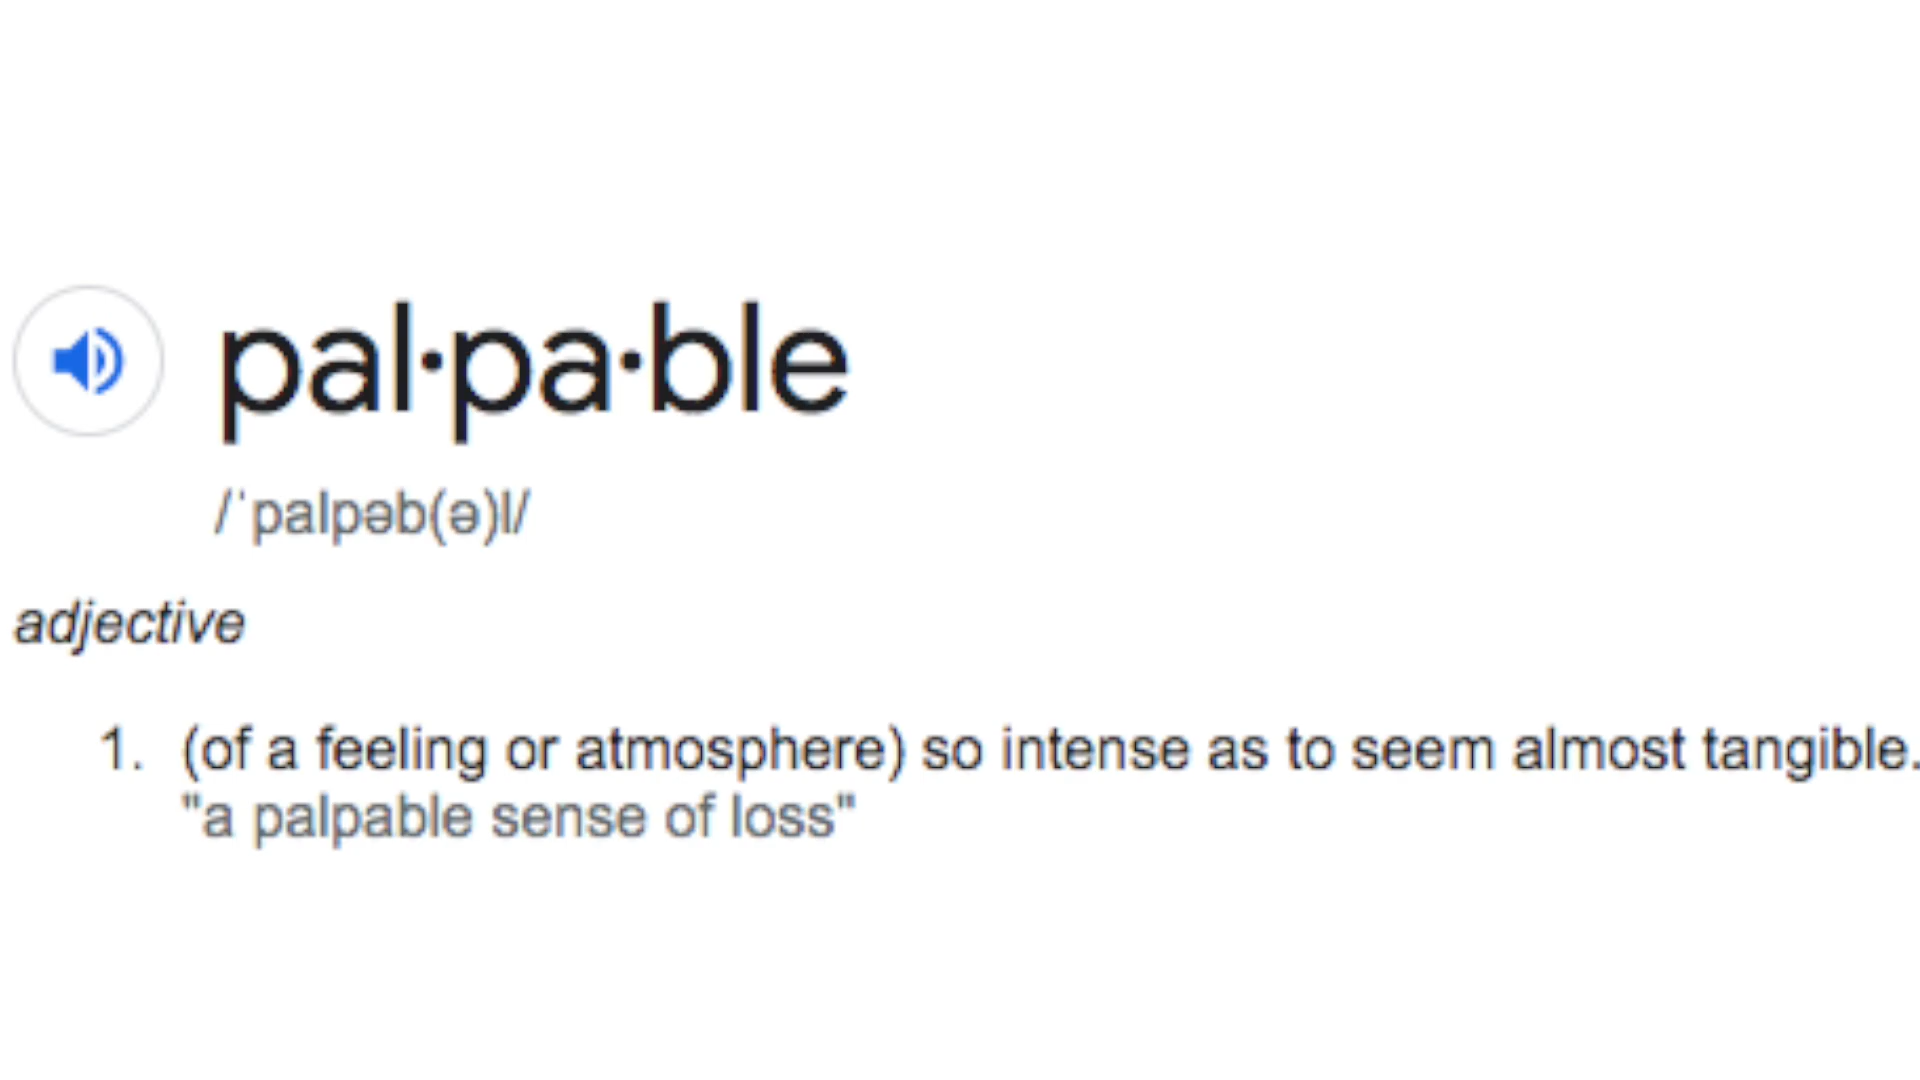 pal·pa·ble
/ˈpalpəb(ə)l/
adjective
1. (of a feeling or atmosphere) so intense as to seem almost tangible.
"a palpable sense of loss"